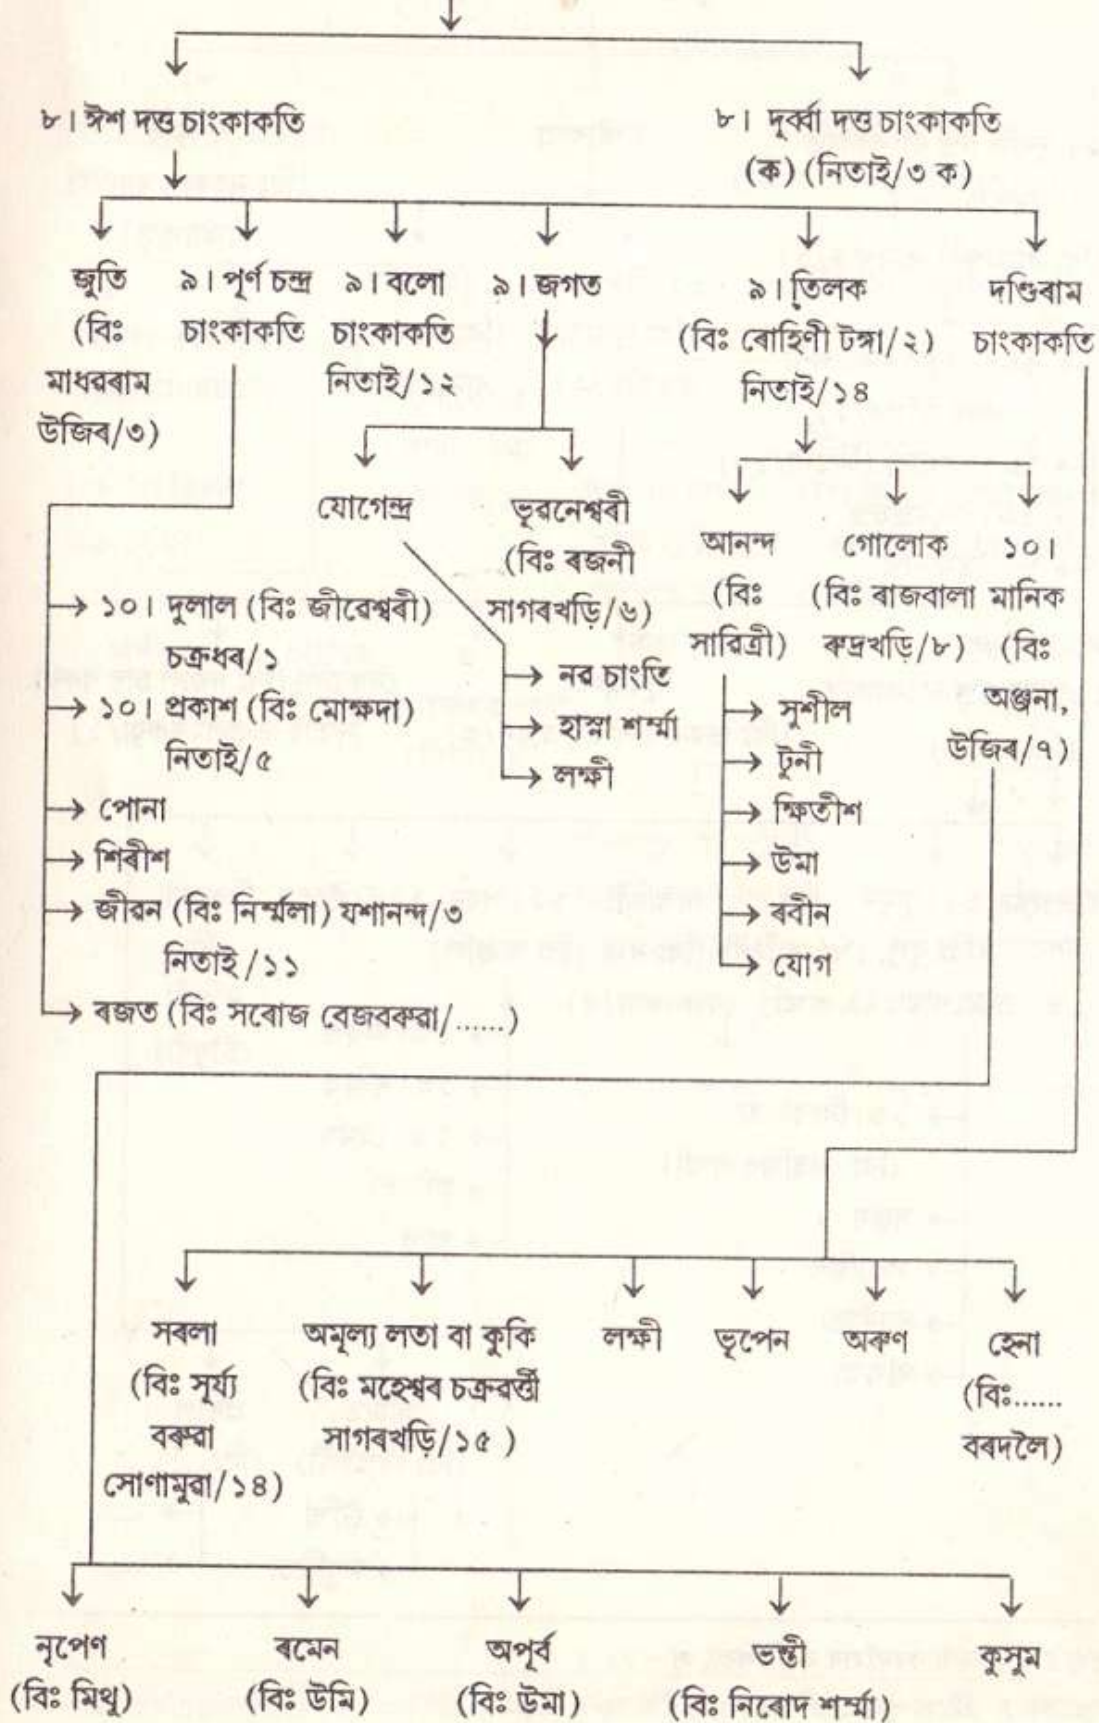 ৮। ঈশ দত্ত চাংকাকতি
৮। দূৰ্ব্বা দত্ত চাংকাকতি
(ক) (নিতাই/৩ ক)
জুতি
(বিঃ
মাধৱৰাম
উজিৰ/৩)
৯। পূৰ্ণ চন্দ্ৰ
চাংকাকতি
৯। বলো
চাংকাকতি
নিতাই/১২
৯। জগত
৯। তিলক
(বিঃ ৰোহিণী টঙ্গা/২)
নিতাই/১৪
দণ্ডিৰাম
চাংকাকতি
যোগেন্দ্ৰ
ভূৱনেশ্বৰী
(বিঃ ৰজনী
সাগৰখড়ি/৬)
আনন্দ
(বিঃ
সাৱিত্ৰী)
গোলোক
(বিঃ ৰাজবালা
ৰুদ্ৰখড়ি/৮)
১০।
মানিক
(বিঃ
অঞ্জনা,
উজিৰ/৭)
১০। দুলাল (বিঃ জীৱেশ্বৰী)
চক্ৰধৰ/১
১০। প্ৰকাশ (বিঃ মোক্ষদা)
নিতাই/৫
পোনা
শিৰীশ
জীৱন (বিঃ নিৰ্ম্মলা) যশানন্দ/৩
নিতাই/১১
ৰজত (বিঃ সৰোজ বেজবৰুৱা/......)
নৱ চাংতি
হাস্না শৰ্ম্মা
লক্ষী
সুশীল
টুনী
ক্ষিতীশ
উমা
ৰবীন
যোগ
সৰলা
(বিঃ সূৰ্য্য
বৰুৱা
সোণামুৱা/১৪)
অমূল্য লতা বা কুকি
(বিঃ মহেশ্বৰ চক্ৰৱৰ্ত্তী
সাগৰখড়ি/১৫ )
লক্ষী
ভূপেন
অৰুণ
হেনা
(বিঃ......
বৰদলৈ)
নৃপেণ
(বিঃ মিথু)
ৰমেন
(বিঃ উমি)
অপূৰ্ব
(বিঃ উমা)
ভন্তী
(বিঃ নিৰোদ শৰ্ম্মা)
কুসুম